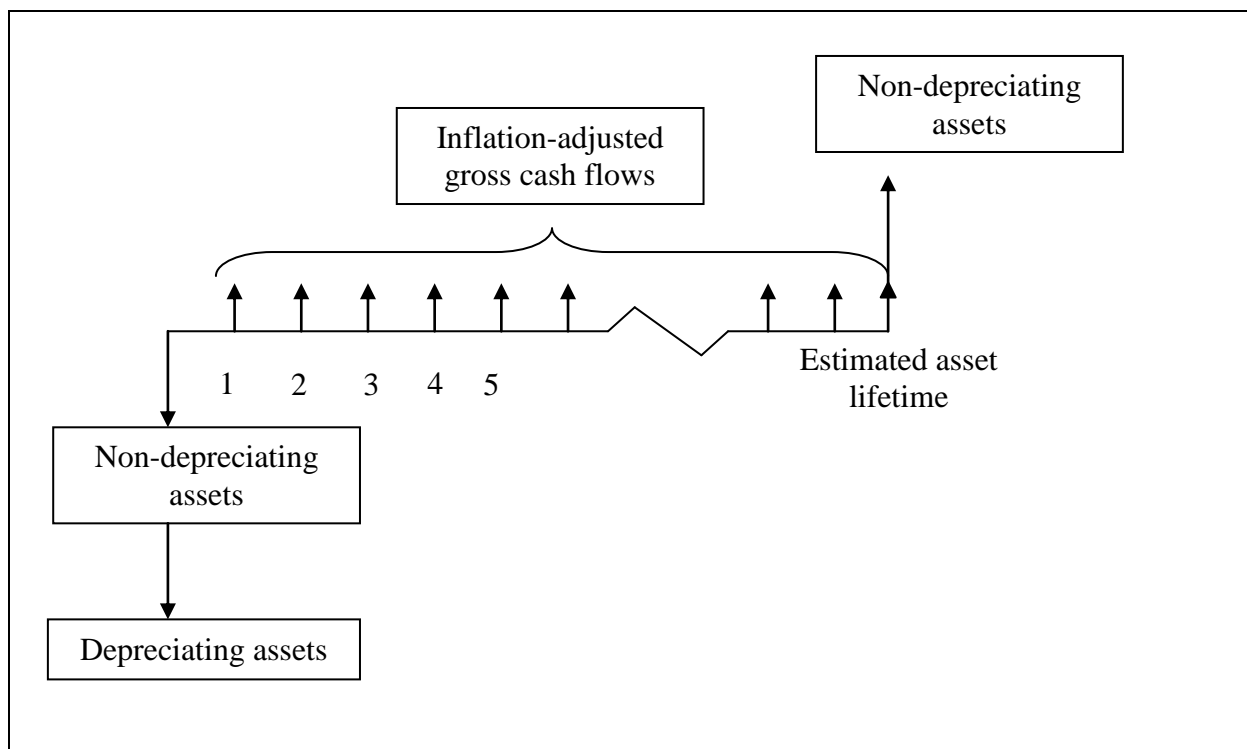 Non-depreciating
assets
Inflation-adjusted
gross cash flows
Estimated asset
lifetime
1 2 3 4 5
Non-depreciating
assets
Depreciating assets